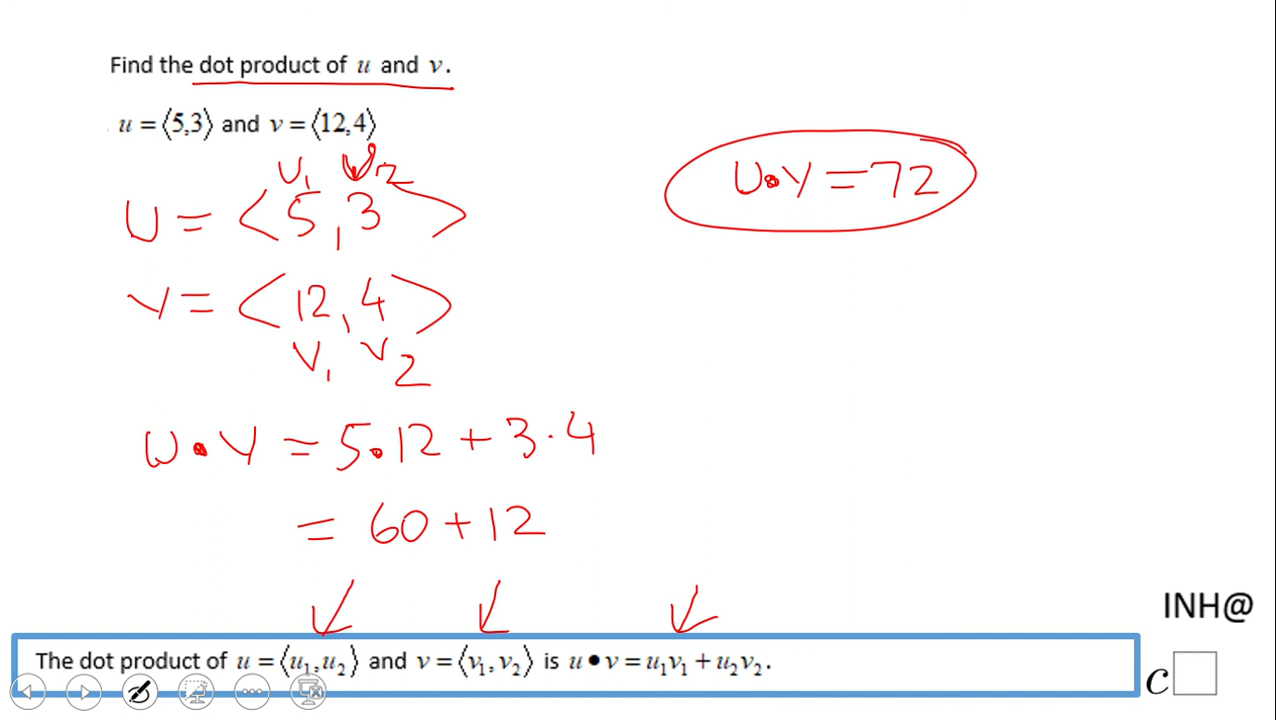 Find the dot product of u and v.
u = ⟨5,3⟩ and v = ⟨12,4⟩
U₁ U₂
U = < 5, 3 >
V = < 12, 4 >
V₁ V₂
U • V = 5 • 12 + 3 · 4
= 60 + 12
U • V = 72
The dot product of u = ⟨u₁, u₂⟩ and v = ⟨v₁, v₂⟩ is u • v = u₁v₁ + u₂v₂.
INH@
c